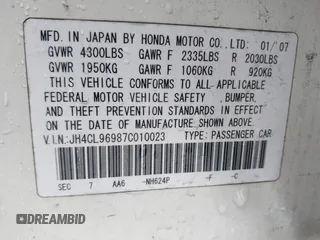 MFD. IN JAPAN BY HONDA MOTOR CO., LTD. 01/'07
GVWR 4300LBS GAWR F 2335LBS R 2030LBS
GVWR 1950KG GAWR F 1060KG R 920KG
THIS VEHICLE CONFORMS TO ALL APPLICABLE
FEDERAL MOTOR VEHICLE SAFETY, BUMPER,
AND THEFT PREVENTION STANDARDS IN EFFECT
ON THE DATE OF MANUFACTURE SHOWN ABOVE.
V.I.N.:JH4CL96987C010023 TYPE: PASSENGER CAR
SEC 7 AA6 -NH624P -F -C
DREAMBID